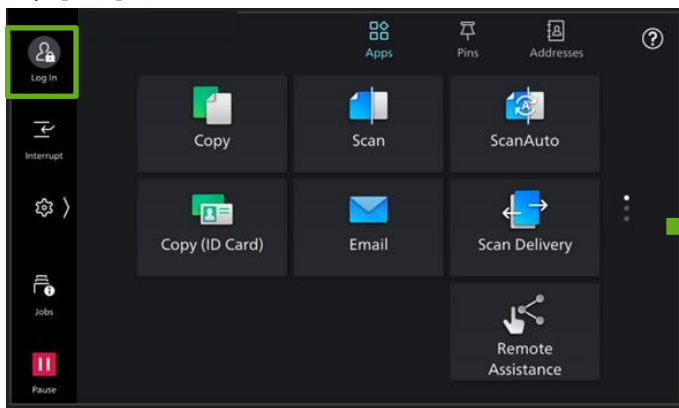 Log In
Apps
Pins
Addresses
Interrupt
Copy
Scan
ScanAuto
Copy (ID Card)
Email
Scan Delivery
Jobs
Remote
Assistance
Pause